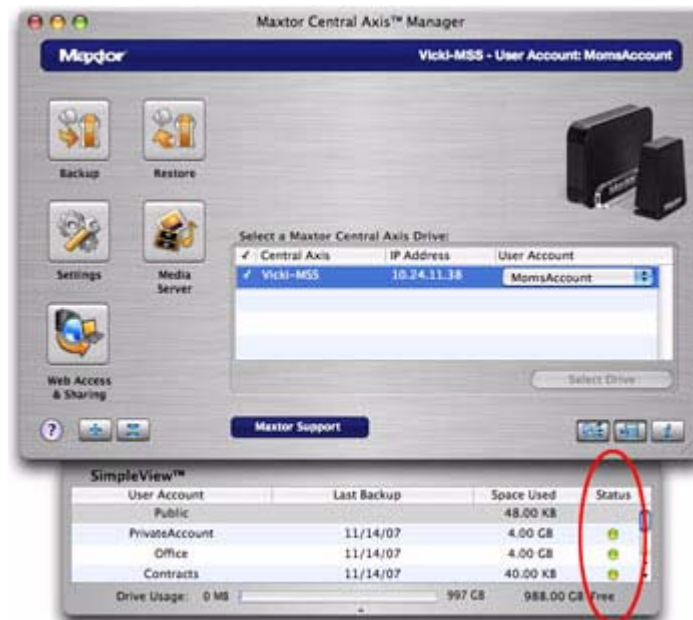 Maxtor Central Axis™ Manager
Maxtor
Vicki-MSS - User Account: MomsAccount
Backup
Restore
Settings
Media Server
Web Access & Sharing
Select a Maxtor Central Axis Drive:
✓ Central Axis IP Address User Account
✓ Vicki-MSS 10.24.11.38 MomsAccount
Select Drive
?
Maxtor Support
i
SimpleView™
User Account Last Backup Space Used Status
Public 48.00 KB
PrivateAccount 11/14/07 4.00 GB
Office 11/14/07 4.00 GB
Contracts 11/14/07 40.00 KB
Drive Usage: 0 MB 997 GB 988.00 GB Free